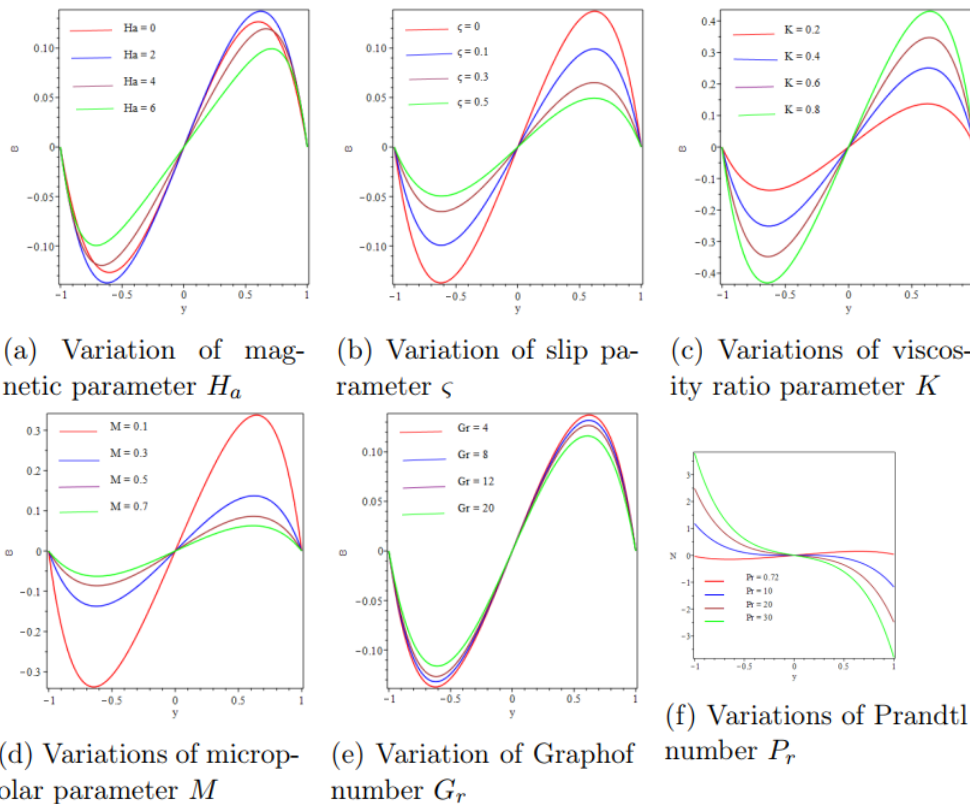 Ha = 0
Ha = 2
Ha = 4
Ha = 6
0.10
0.05
0
-0.05
-0.10
-1 -0.5 0 0.5 1
y
ς = 0
ς = 0.1
ς = 0.3
ς = 0.5
0.10
0.05
0
-0.05
-0.10
-1 -0.5 0 0.5 1
y
K = 0.2
K = 0.4
K = 0.6
K = 0.8
0.4
0.3
0.2
0.1
0
-0.1
-0.2
-0.3
-0.4
-1 -0.5 0 0.5
y
(a) Variation of mag-
netic parameter Hₐ
(b) Variation of slip pa-
rameter ς
(c) Variations of viscos-
ity ratio parameter K
M = 0.1
M = 0.3
M = 0.5
M = 0.7
0.3
0.2
0.1
0
-0.1
-0.2
-0.3
-1 -0.5 0 0.5 1
y
Gr = 4
Gr = 8
Gr = 12
Gr = 20
0.10
0.05
0
-0.05
-0.10
-1 -0.5 0 0.5 1
y
3
2
1
0
-1
-2
-3
N
Pr = 0.72
Pr = 10
Pr = 20
Pr = 30
-1 -0.5 0 0.5 1
y
(d) Variations of microp-
olar parameter M
(e) Variation of Graphof
number Gᵣ
(f) Variations of Prandtl
number Pᵣ